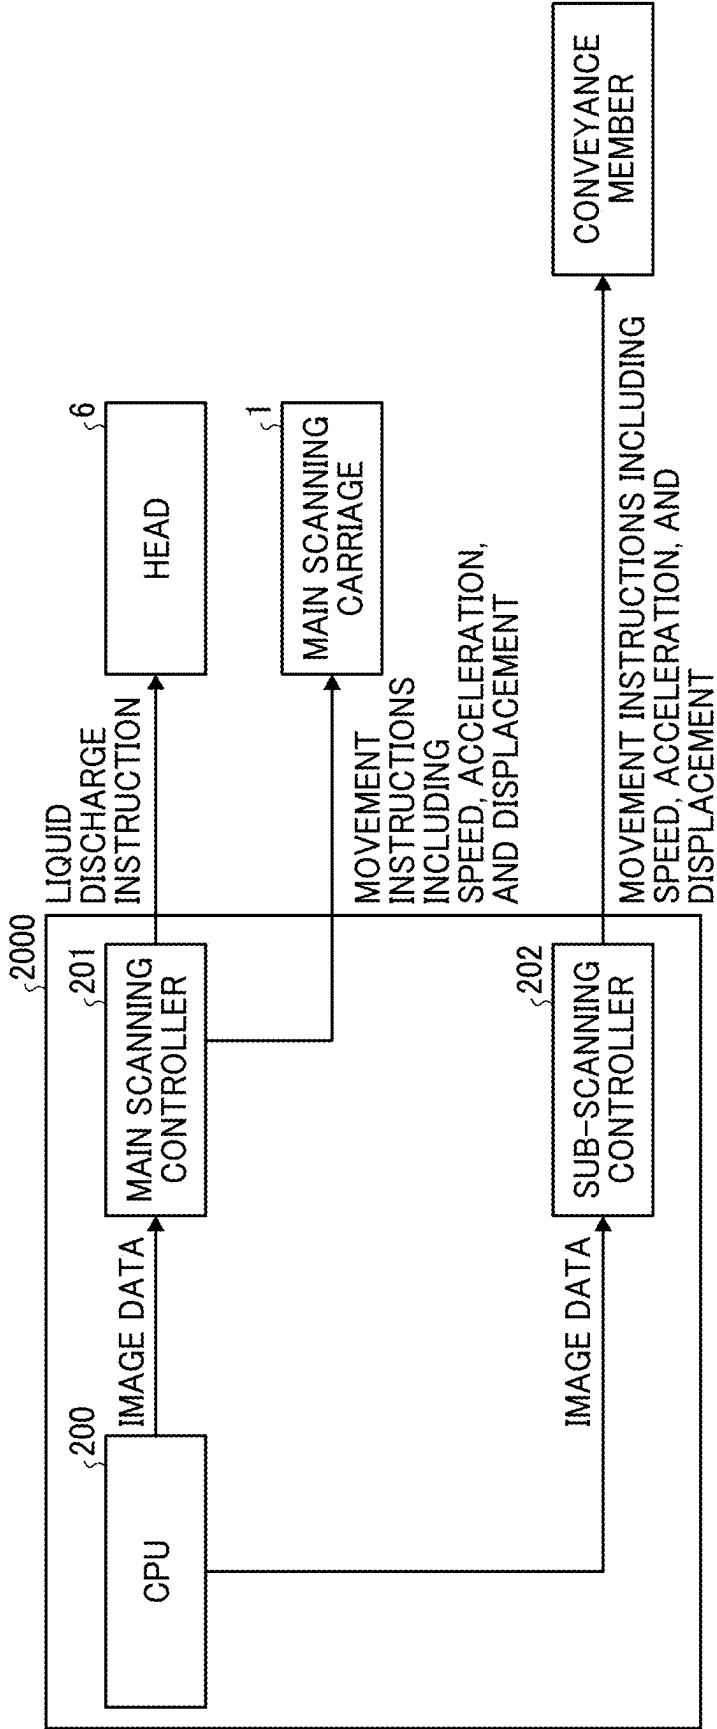 2000
200
CPU
IMAGE DATA
201
MAIN SCANNING
CONTROLLER
LIQUID
DISCHARGE
INSTRUCTION
6
HEAD
MOVEMENT
INSTRUCTIONS
INCLUDING
SPEED, ACCELERATION,
AND DISPLACEMENT
1
MAIN SCANNING
CARRIAGE
IMAGE DATA
202
SUB-SCANNING
CONTROLLER
MOVEMENT INSTRUCTIONS INCLUDING
SPEED, ACCELERATION, AND
DISPLACEMENT
CONVEYANCE
MEMBER